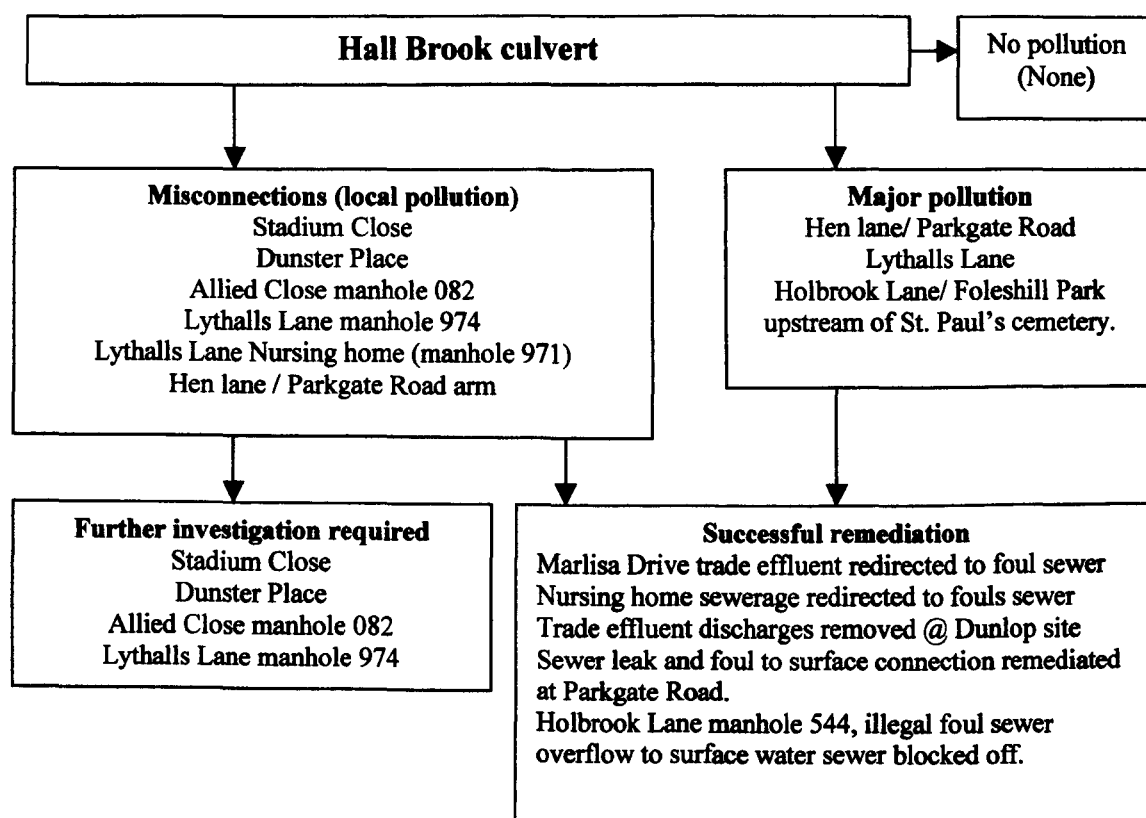 Hall Brook culvert
No pollution
(None)
Misconnections (local pollution)
Stadium Close
Dunster Place
Allied Close manhole 082
Lythalls Lane manhole 974
Lythalls Lane Nursing home (manhole 971)
Hen lane / Parkgate Road arm
Major pollution
Hen lane/ Parkgate Road
Lythalls Lane
Holbrook Lane/ Foleshill Park
upstream of St. Paul's cemetery.
Further investigation required
Stadium Close
Dunster Place
Allied Close manhole 082
Lythalls Lane manhole 974
Successful remediation
Marlisa Drive trade effluent redirected to foul sewer
Nursing home sewerage redirected to fouls sewer
Trade effluent discharges removed @ Dunlop site
Sewer leak and foul to surface connection remediated
at Parkgate Road.
Holbrook Lane manhole 544, illegal foul sewer
overflow to surface water sewer blocked off.